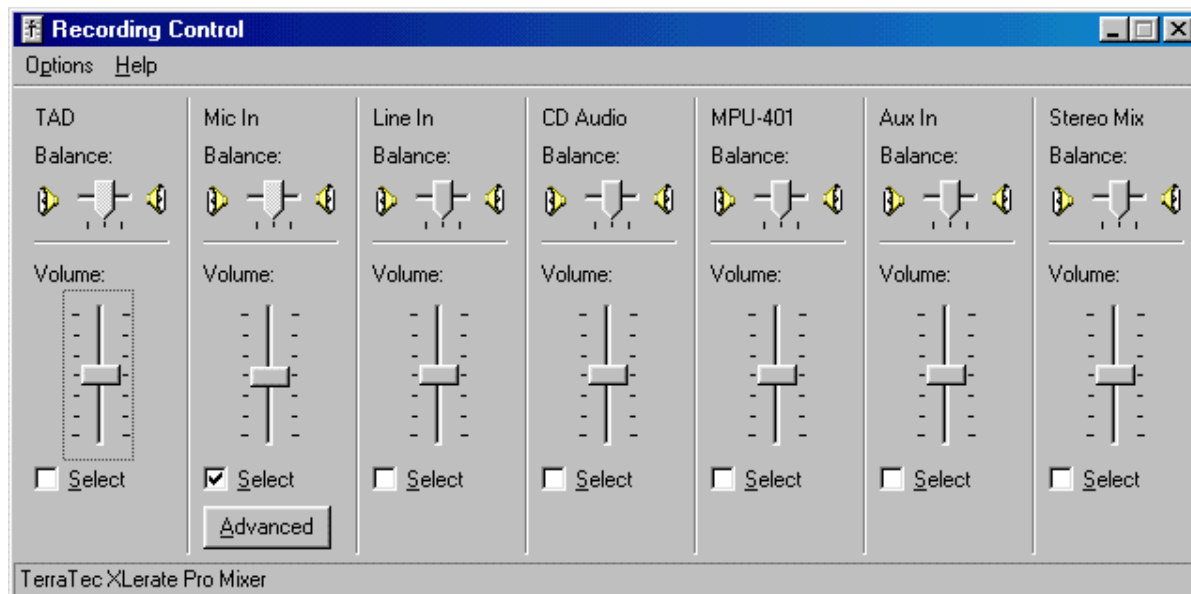 Recording Control
Options Help
TAD Mic In Line In CD Audio MPU-401 Aux In Stereo Mix
Balance: Balance: Balance: Balance: Balance: Balance: Balance:
Volume: Volume: Volume: Volume: Volume: Volume: Volume:
Select Select Select Select Select Select Select
Advanced
TerraTec XLerate Pro Mixer